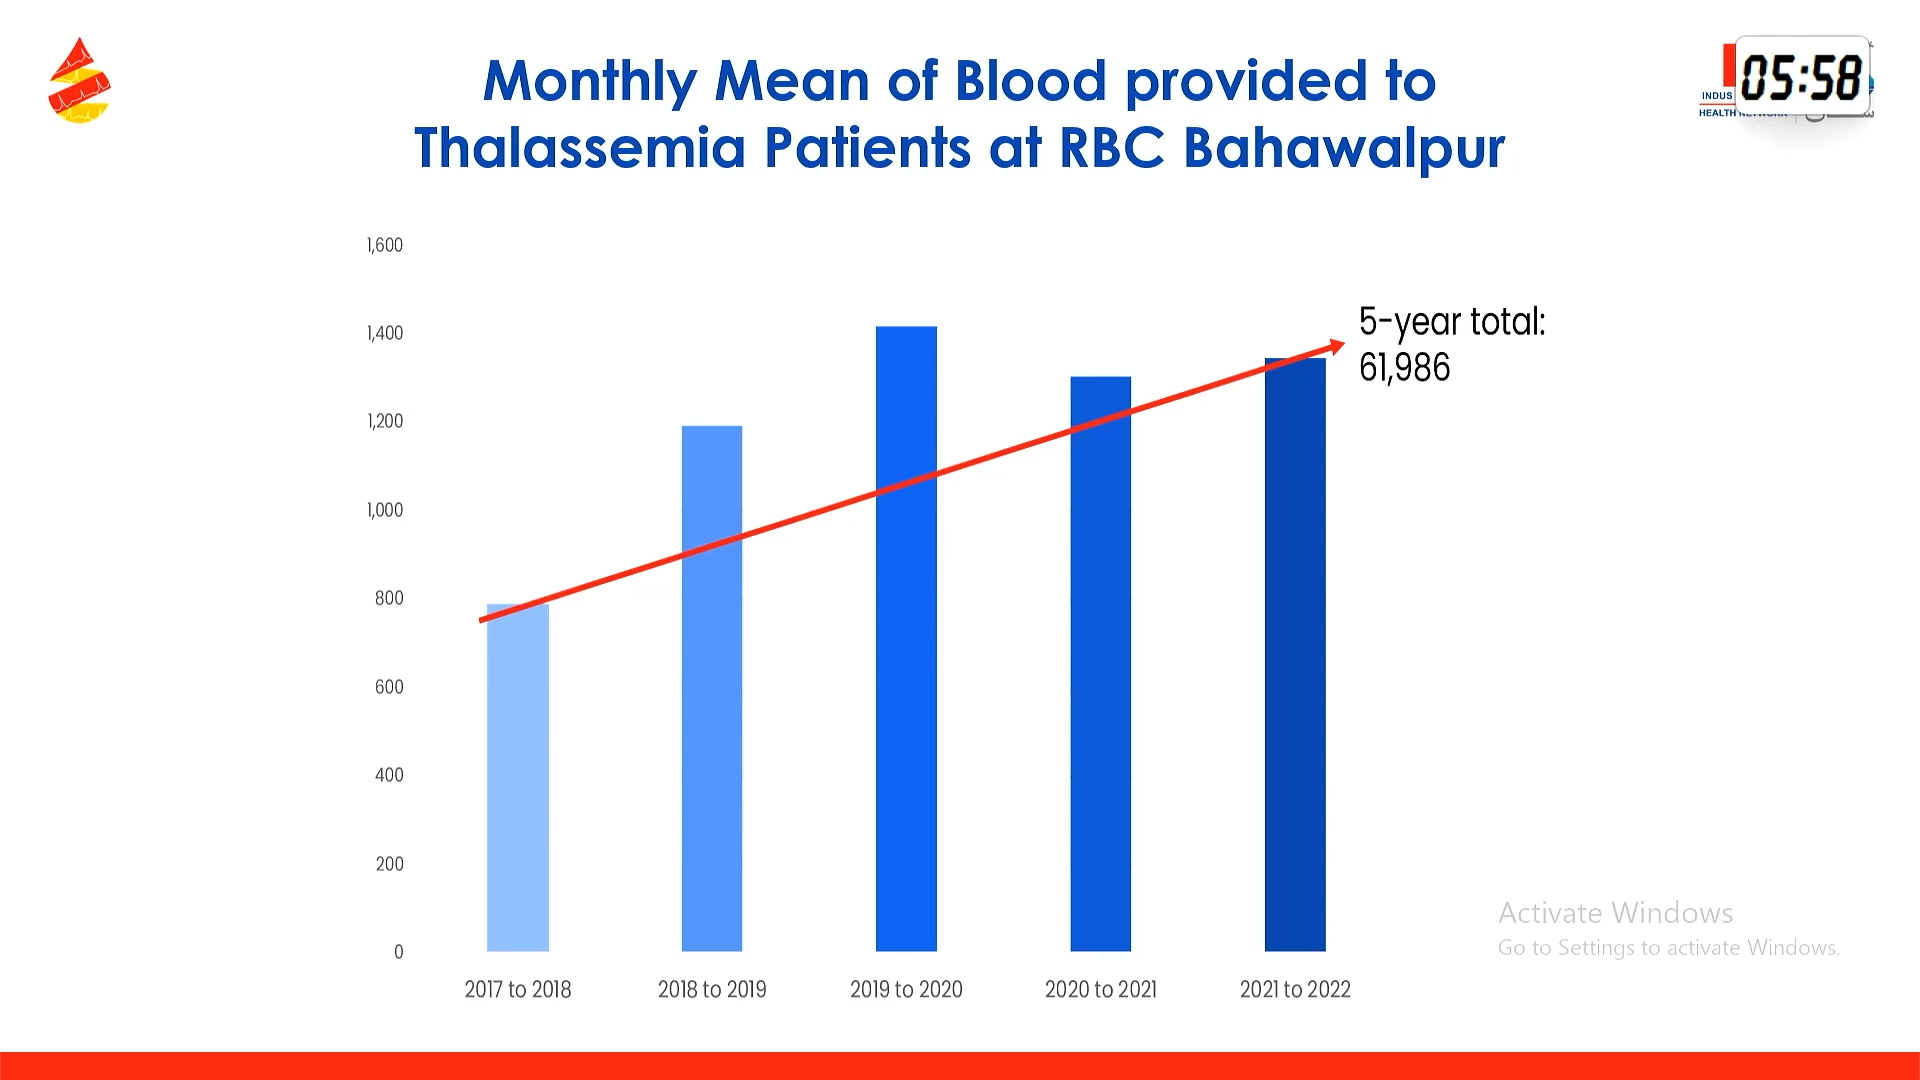 Monthly Mean of Blood provided to
Thalassemia Patients at RBC Bahawalpur
05:58
INDUS
HEALTH NETWORK
1,600
1,400
1,200
1,000
800
600
400
200
0
5-year total:
61,986
2017 to 2018
2018 to 2019
2019 to 2020
2020 to 2021
2021 to 2022
Activate Windows
Go to Settings to activate Windows.